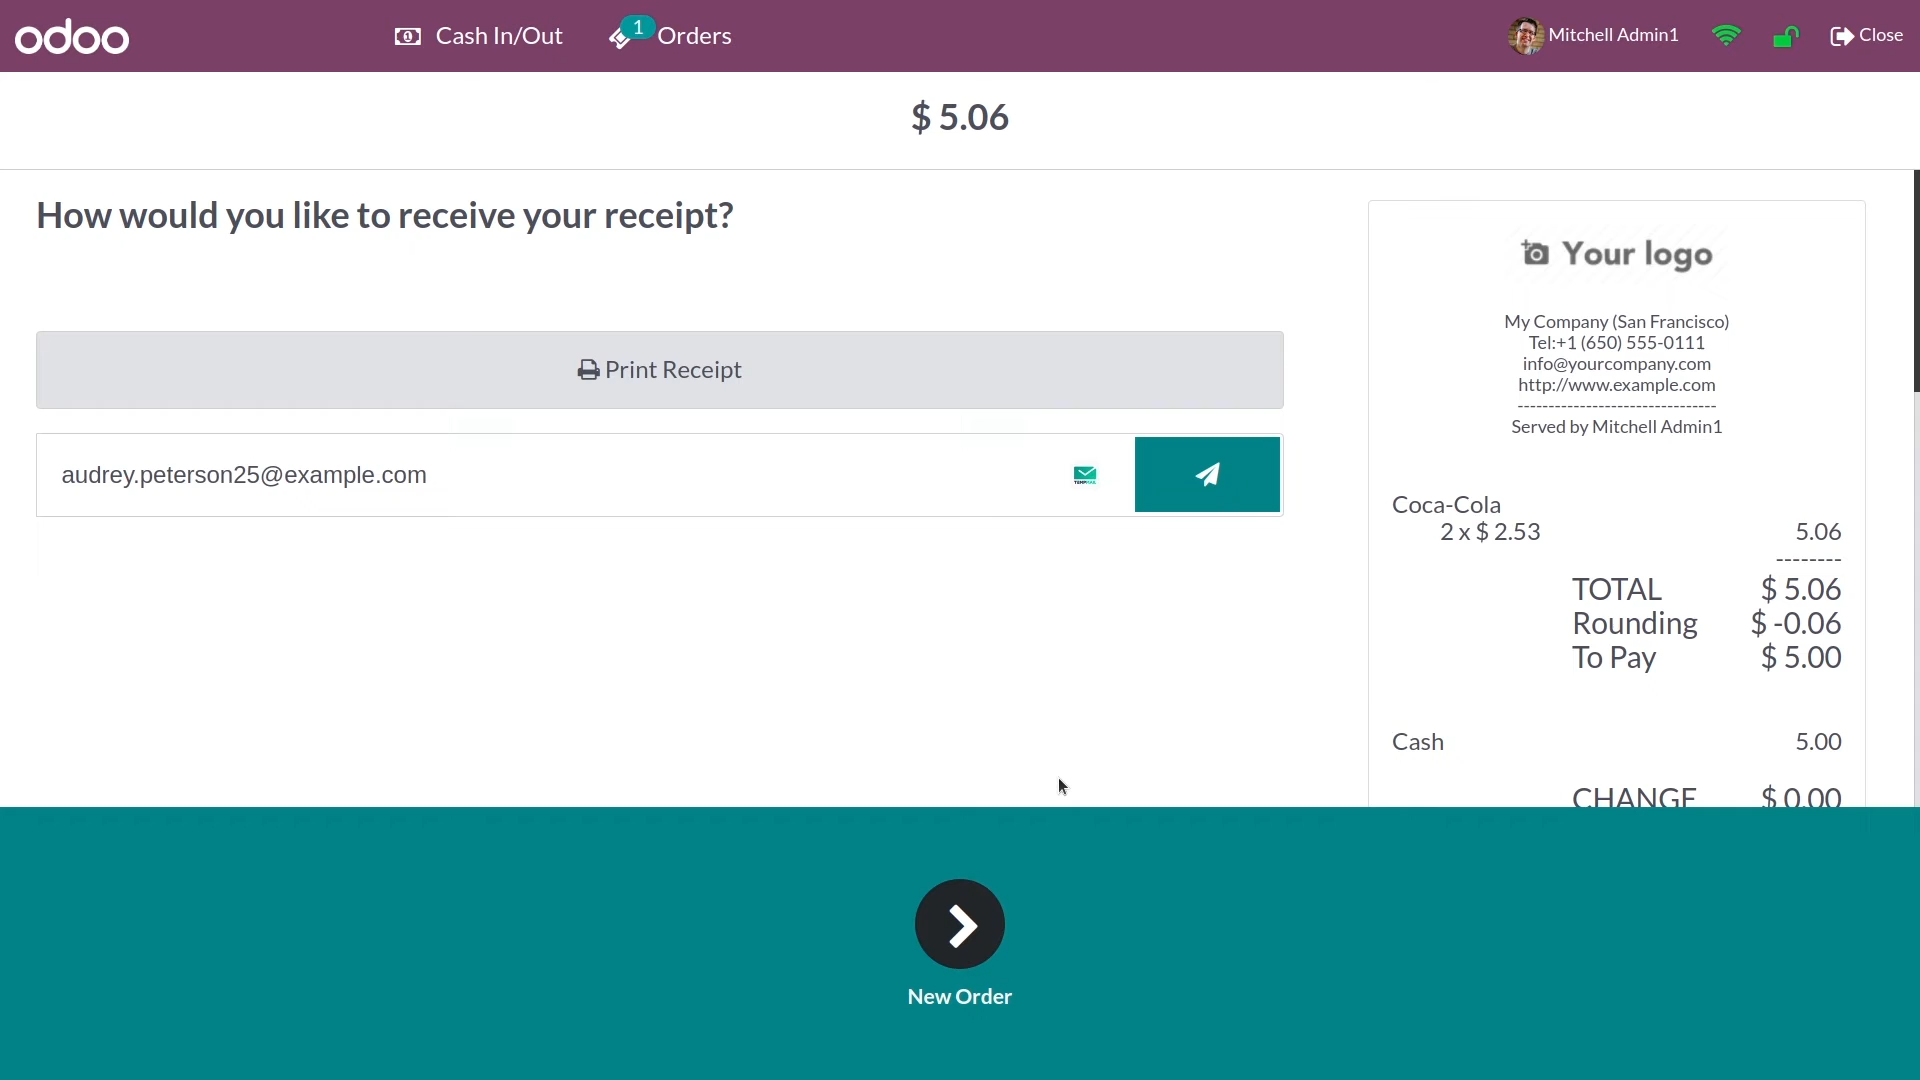 odoo
Cash In/Out
1
Orders
Mitchell Admin1
Close
$ 5.06
How would you like to receive your receipt?
Print Receipt
audrey.peterson25@example.com
Your logo
My Company (San Francisco)
Tel:+1 (650) 555-0111
info@yourcompany.com
http://www.example.com
--------------------------------
Served by Mitchell Admin1
Coca-Cola
2 x $ 2.53 5.06
--------
TOTAL $ 5.06
Rounding $ -0.06
To Pay $ 5.00
Cash 5.00
CHANGE $ 0.00
New Order